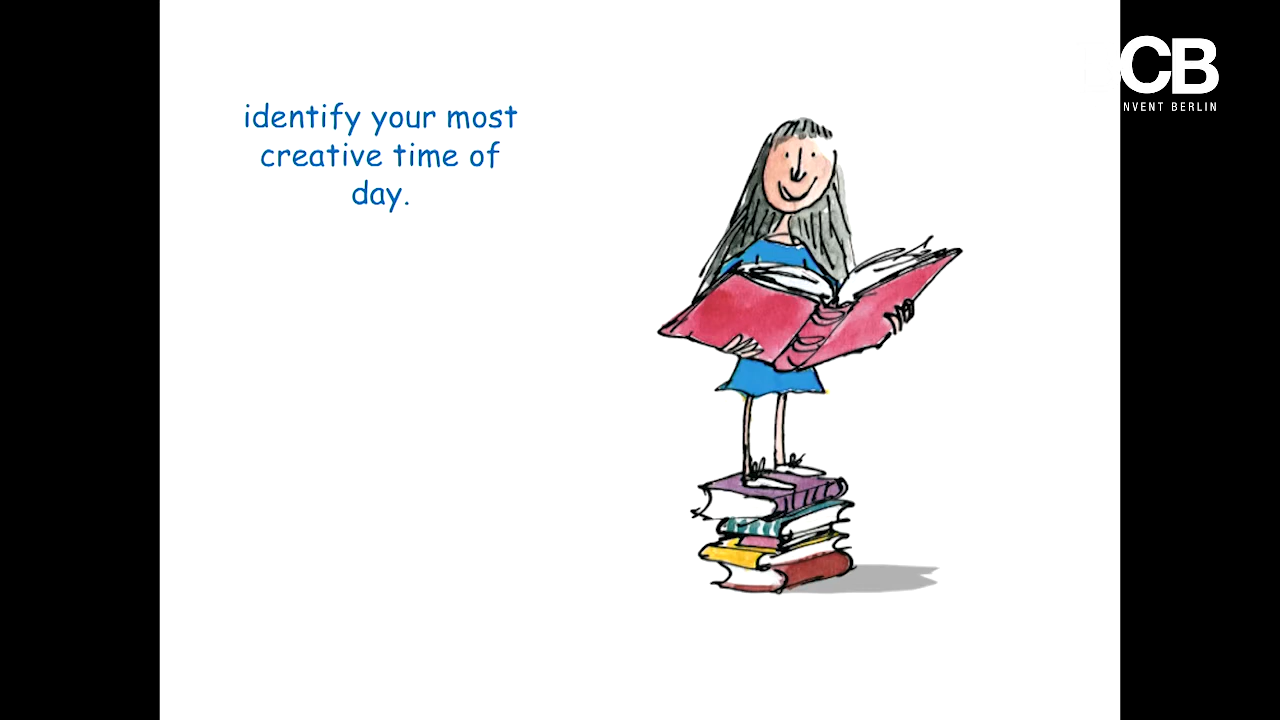 identify your most
creative time of
day.
CB
NVENT BERLIN